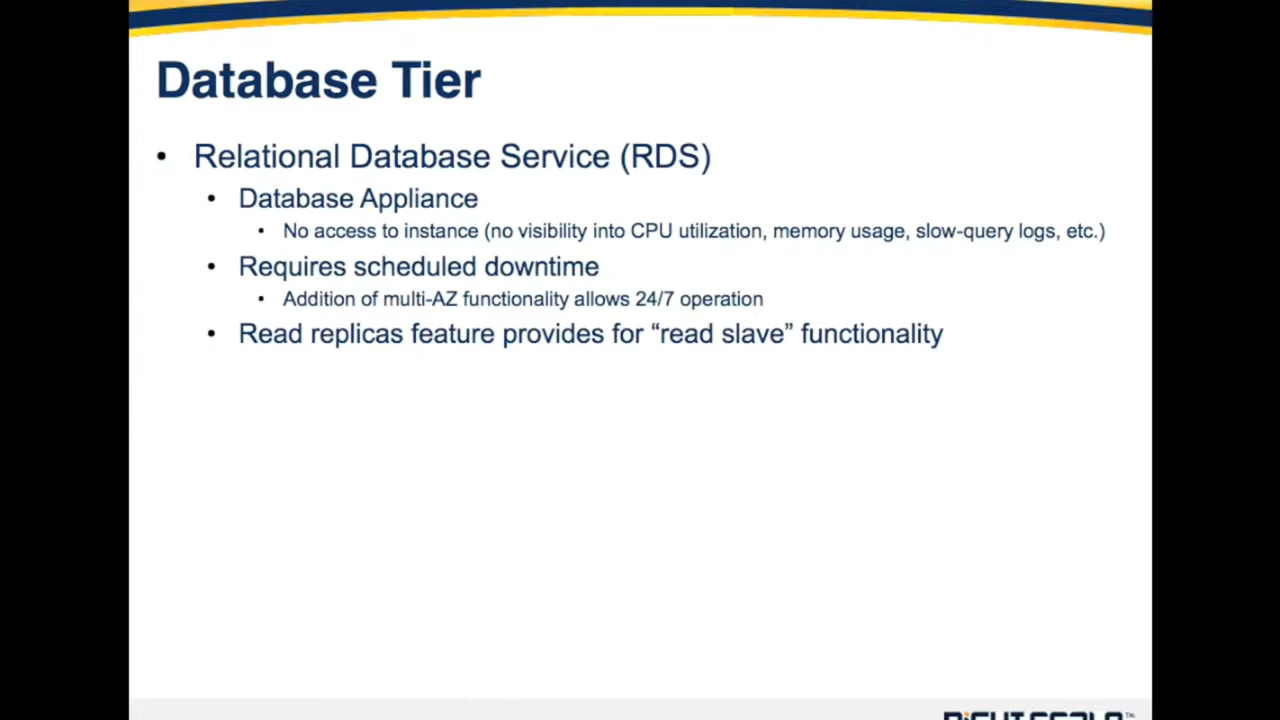 Database Tier
• Relational Database Service (RDS)
• Database Appliance
• No access to instance (no visibility into CPU utilization, memory usage, slow-query logs, etc.)
• Requires scheduled downtime
• Addition of multi-AZ functionality allows 24/7 operation
• Read replicas feature provides for “read slave” functionality